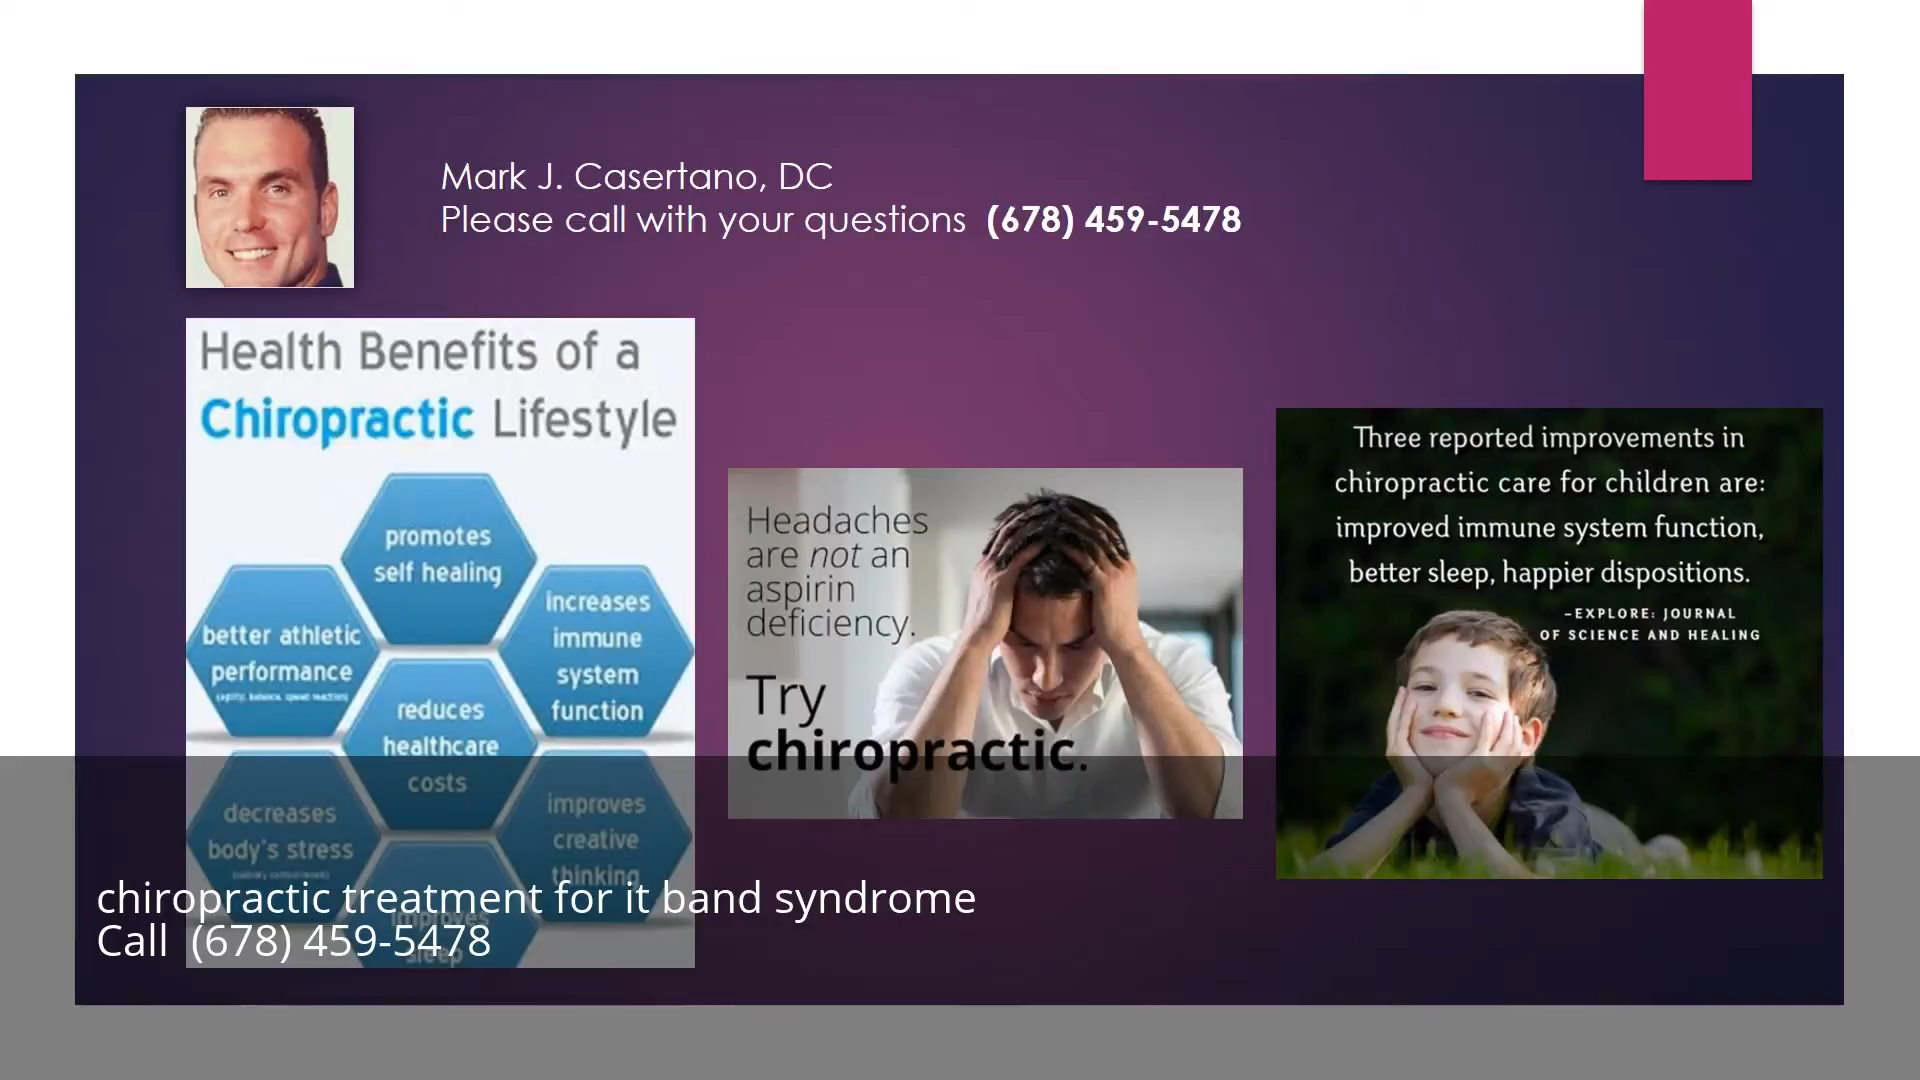 Mark J. Casertano, DC
Please call with your questions (678) 459-5478
Health Benefits of a
Chiropractic Lifestyle
promotes
self healing
better athletic
performance
increases
immune
system
function
reduces
healthcare
costs
decreases
body's stress
improves
creative
thinking
improves
sleep
Headaches
are not an
aspirin
deficiency.
Try
chiropractic.
Three reported improvements in
chiropractic care for children are:
improved immune system function,
better sleep, happier dispositions.
–EXPLORE: JOURNAL
OF SCIENCE AND HEALING
chiropractic treatment for it band syndrome
Call (678) 459-5478